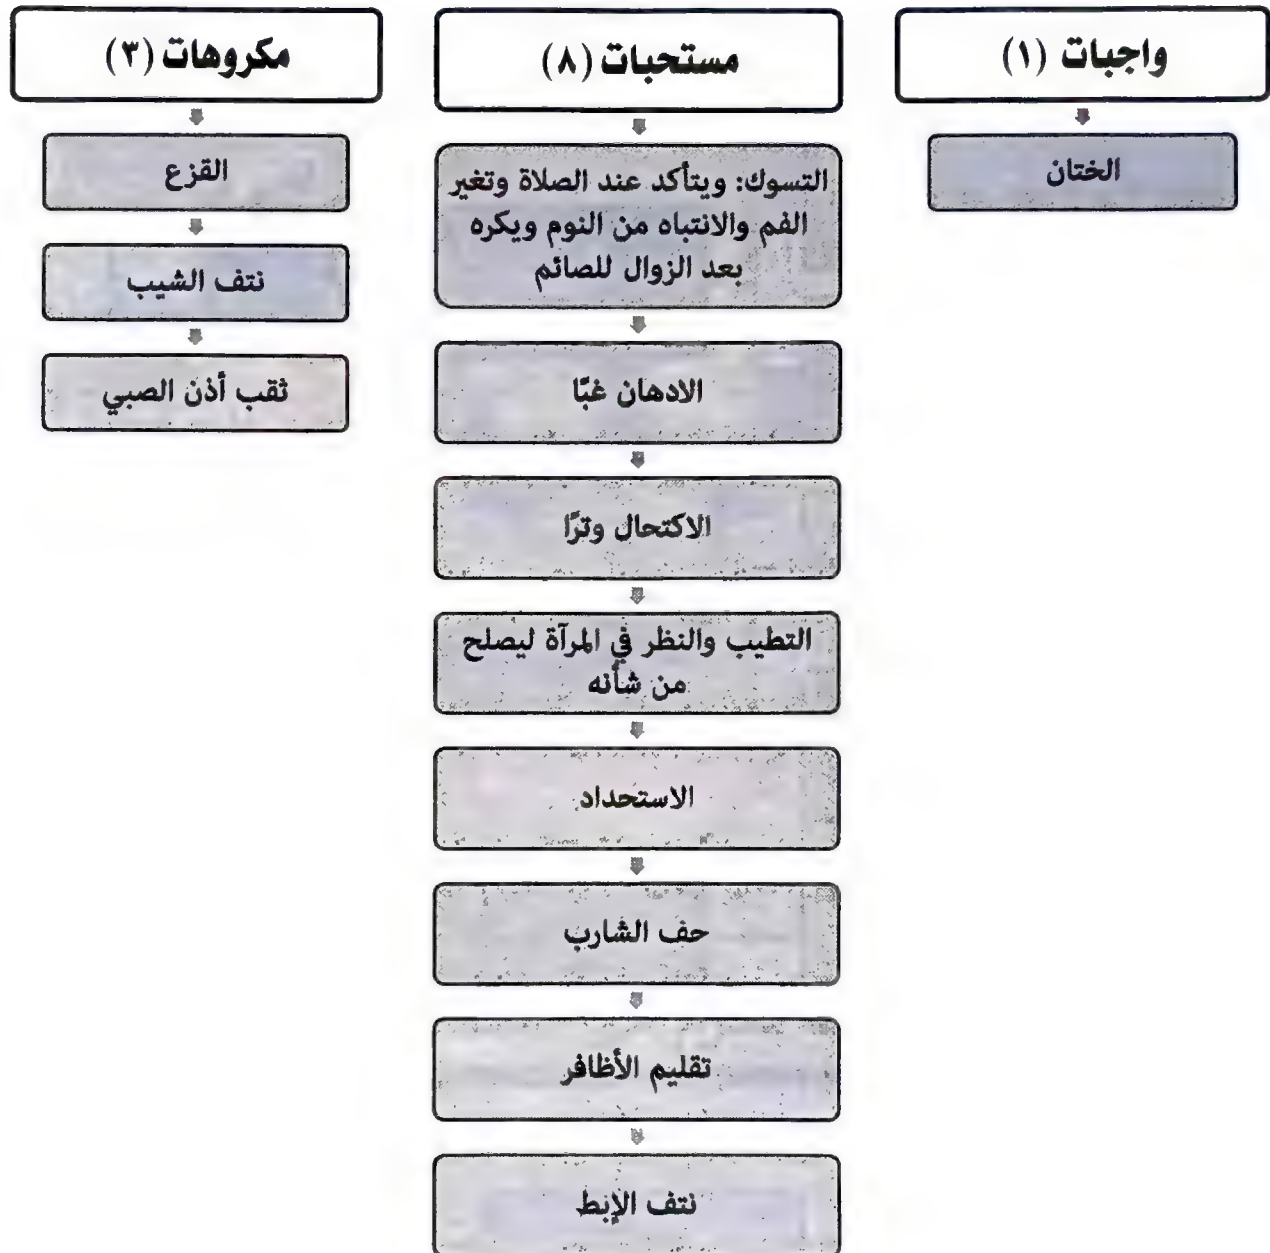 واجبات (١)
الختان
مستحبات (٨)
التسوك: ويتأكد عند الصلاة وتغير
الفم والانتباه من النوم ويكره
بعد الزوال للصائم
الادهان غبًا
الاكتحال وترًا
التطيب والنظر في المرآة ليصلح
من شأنه
الاستحداد
حف الشارب
تقليم الأظافر
نتف الإبط
مكروهات (٣)
القزع
نتف الشيب
ثقب أذن الصبي